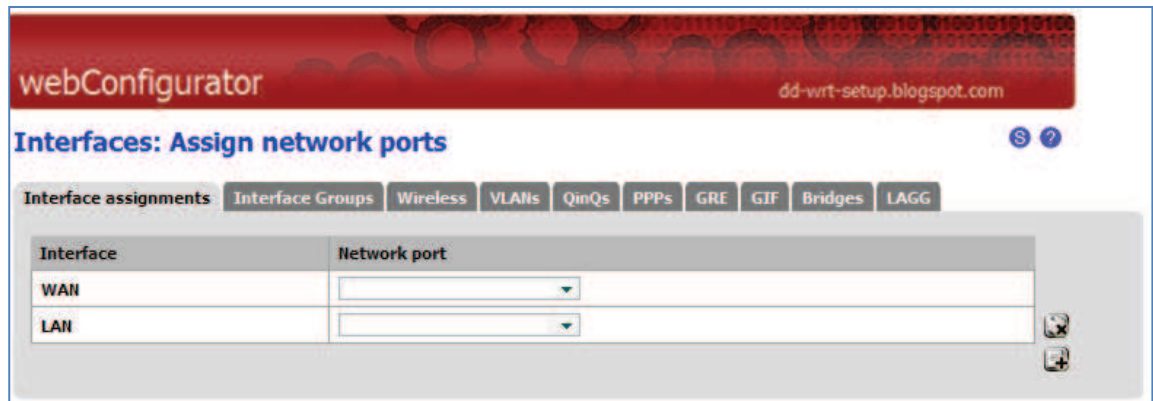 webConfigurator
dd-wrt-setup.blogspot.com
Interfaces: Assign network ports
S ?
Interface assignments Interface Groups Wireless VLANs QinQs PPPs GRE GIF Bridges LAGG
Interface Network port
WAN
LAN